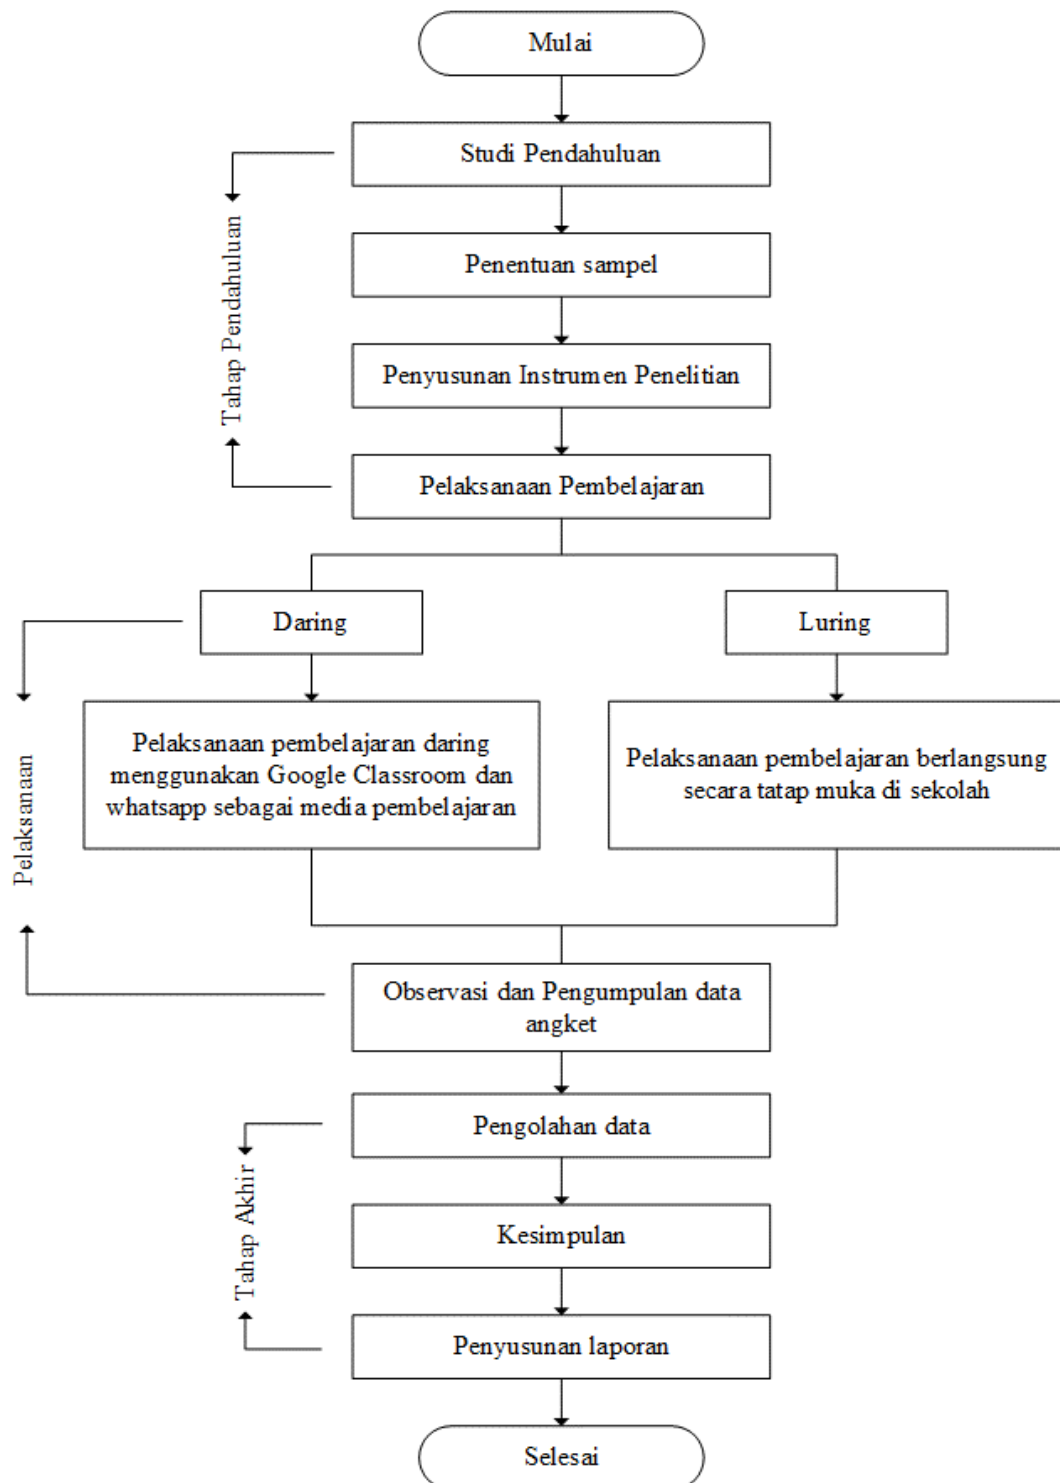 Mulai
Studi Pendahuluan
Tahap Pendahuluan
Penentuan sampel
Penyusunan Instrumen Penelitian
Pelaksanaan Pembelajaran
Daring
Luring
Pelaksanaan
Pelaksanaan pembelajaran daring
menggunakan Google Classroom dan
whatsapp sebagai media pembelajaran
Pelaksanaan pembelajaran berlangsung
secara tatap muka di sekolah
Observasi dan Pengumpulan data
angket
Tahap Akhir
Pengolahan data
Kesimpulan
Penyusunan laporan
Selesai